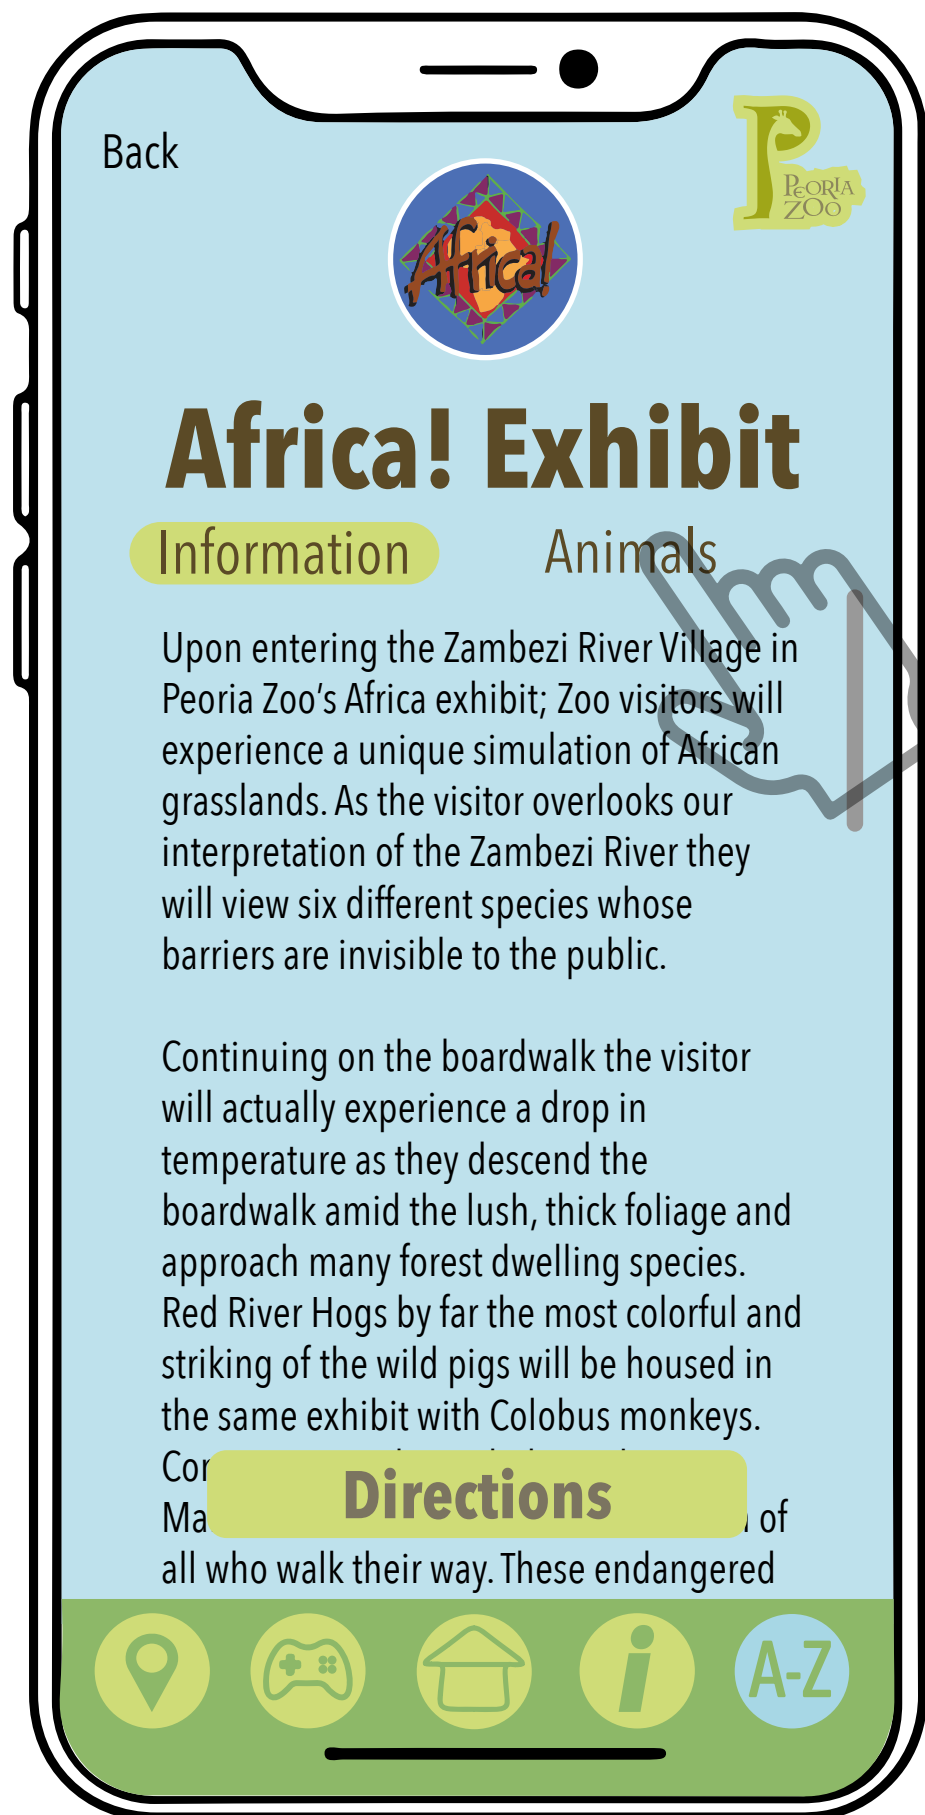 Back
PEORIA
ZOO
Africa!
Africa! Exhibit
Information Animals
Upon entering the Zambezi River Village in
Peoria Zoo’s Africa exhibit; Zoo visitors will
experience a unique simulation of African
grasslands. As the visitor overlooks our
interpretation of the Zambezi River they
will view six different species whose
barriers are invisible to the public.
Continuing on the boardwalk the visitor
will actually experience a drop in
temperature as they descend the
boardwalk amid the lush, thick foliage and
approach many forest dwelling species.
Red River Hogs by far the most colorful and
striking of the wild pigs will be housed in
the same exhibit with Colobus monkeys.
Directions
of
all who walk their way. These endangered
i
A-Z